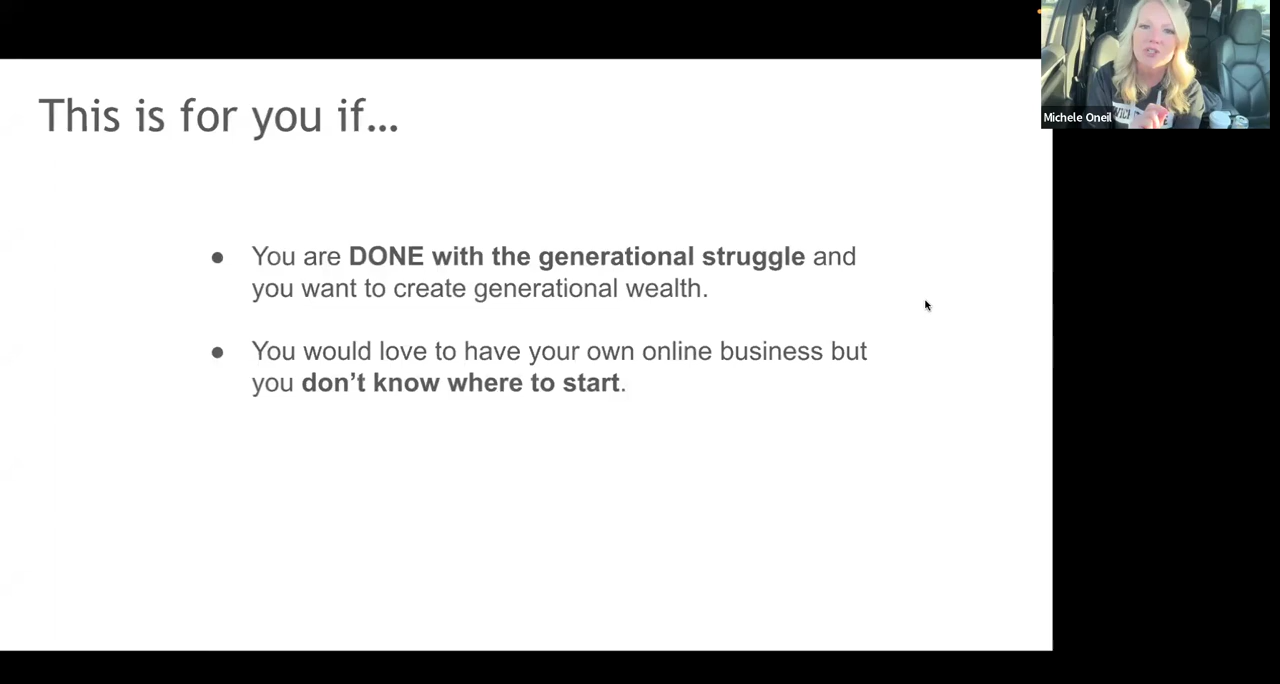 This is for you if...
● You are DONE with the generational struggle and
you want to create generational wealth.
● You would love to have your own online business but
you don’t know where to start.
Michele Oneil